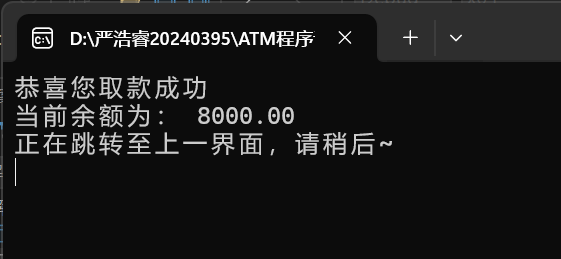 D:\严浩睿20240395\ATM程序
恭喜您取款成功
当前余额为： 8000.00
正在跳转至上一界面，请稍后~